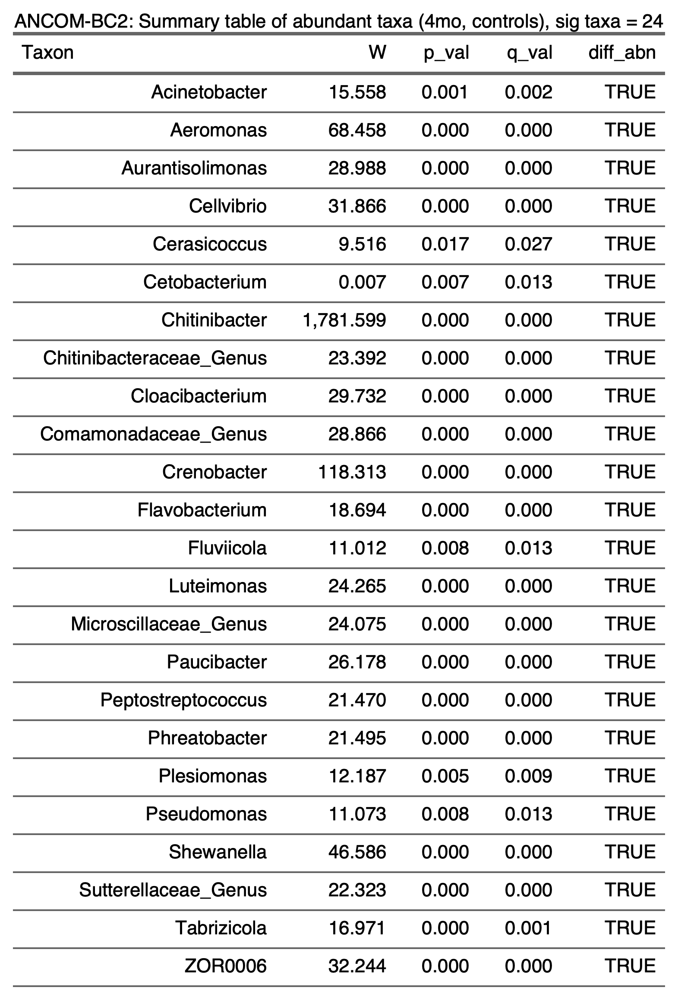 ANCOM-BC2: Summary table of abundant taxa (4mo, controls), sig taxa = 24
Taxon W p_val q_val diff_abn
Acinetobacter 15.558 0.001 0.002 TRUE
Aeromonas 68.458 0.000 0.000 TRUE
Aurantisolimonas 28.988 0.000 0.000 TRUE
Cellvibrio 31.866 0.000 0.000 TRUE
Cerasicoccus 9.516 0.017 0.027 TRUE
Cetobacterium 0.007 0.007 0.013 TRUE
Chitinibacter 1,781.599 0.000 0.000 TRUE
Chitinibacteraceae_Genus 23.392 0.000 0.000 TRUE
Cloacibacterium 29.732 0.000 0.000 TRUE
Comamonadaceae_Genus 28.866 0.000 0.000 TRUE
Crenobacter 118.313 0.000 0.000 TRUE
Flavobacterium 18.694 0.000 0.000 TRUE
Fluviicola 11.012 0.008 0.013 TRUE
Luteimonas 24.265 0.000 0.000 TRUE
Microscillaceae_Genus 24.075 0.000 0.000 TRUE
Paucibacter 26.178 0.000 0.000 TRUE
Peptostreptococcus 21.470 0.000 0.000 TRUE
Phreatobacter 21.495 0.000 0.000 TRUE
Plesiomonas 12.187 0.005 0.009 TRUE
Pseudomonas 11.073 0.008 0.013 TRUE
Shewanella 46.586 0.000 0.000 TRUE
Sutterellaceae_Genus 22.323 0.000 0.000 TRUE
Tabrizicola 16.971 0.000 0.001 TRUE
ZOR0006 32.244 0.000 0.000 TRUE